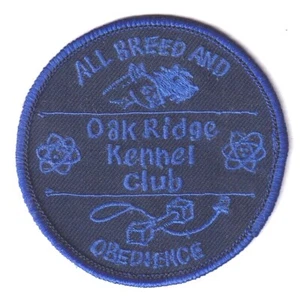 ALL BREED AND
Oak Ridge
Kennel
Club
OBEDIENCE